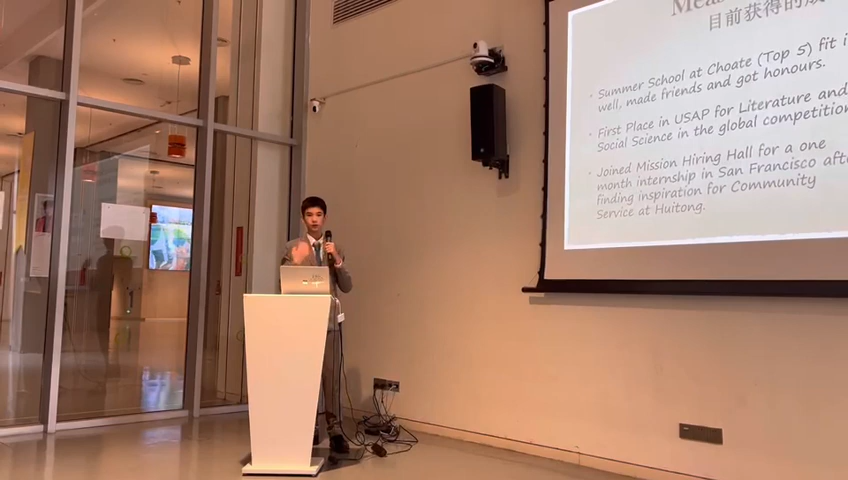 目前获得的
Summer School at Choate (Top 5) fit
well, made friends and got honours.
First Place in USAP for Literature and
Social Science in the global competition
Joined Mission Hiring Hall for a one
month internship in San Francisco
finding inspiration for Community
Service at Huitong.